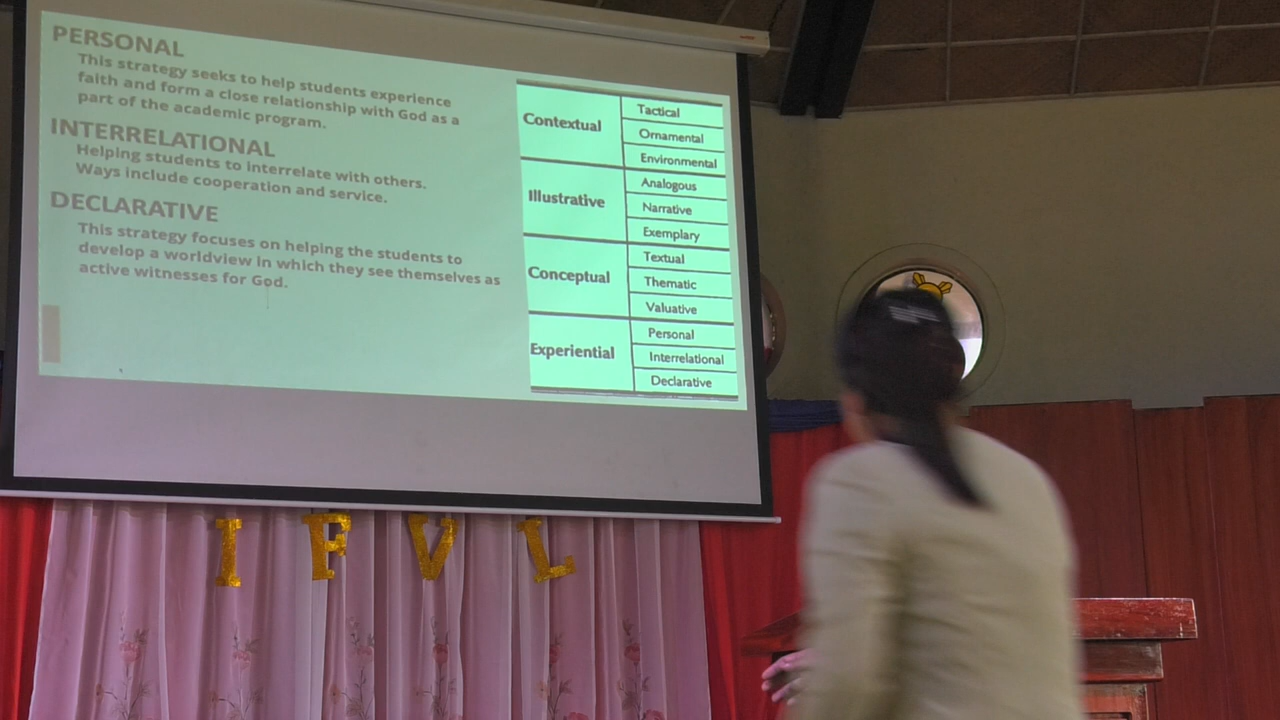 PERSONAL
This strategy seeks to help students experience
faith and form a close relationship with God as a
part of the academic program.
INTERRELATIONAL
Helping students to interrelate with others.
Ways include cooperation and service.
DECLARATIVE
This strategy focuses on helping the students to
develop a worldview in which they see themselves as
active witnesses for God.
Contextual
Tactical
Ornamental
Environmental
Illustrative
Analogous
Narrative
Exemplary
Conceptual
Textual
Thematic
Valuative
Experiential
Personal
Interrelational
Declarative
I F V L